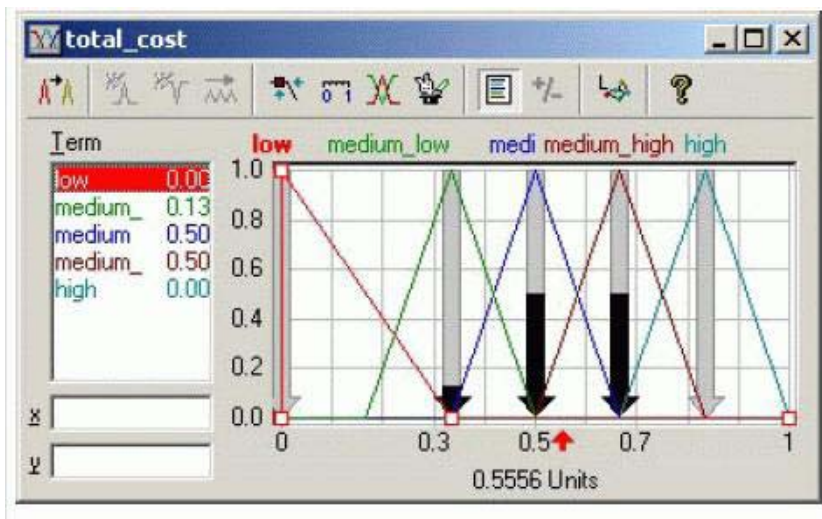 total_cost
0 1
Term
low medium_low medi medium_high high
low 0.00
medium_ 0.13
medium 0.50
medium_ 0.50
high 0.00
1.0
0.8
0.6
0.4
0.2
0.0
0 0.3 0.5 0.7 1
x
y
0.5556 Units